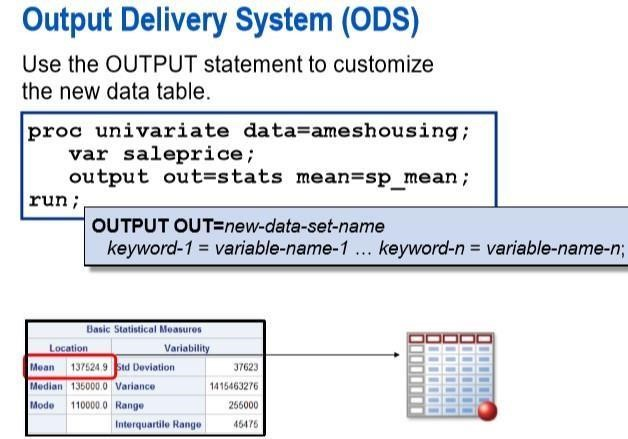 Output Delivery System (ODS)
Use the OUTPUT statement to customize
the new data table.
proc univariate data=ameshousing;
var saleprice;
output out=stats mean=sp_mean;
run;
OUTPUT OUT=new-data-set-name
keyword-1 = variable-name-1 … keyword-n = variable-name-n;
Basic Statistical Measures
Location Variability
Mean 137524.9 Std Deviation 37623
Median 135000.0 Variance 1415463276
Mode 110000.0 Range 255000
Interquartile Range 45475